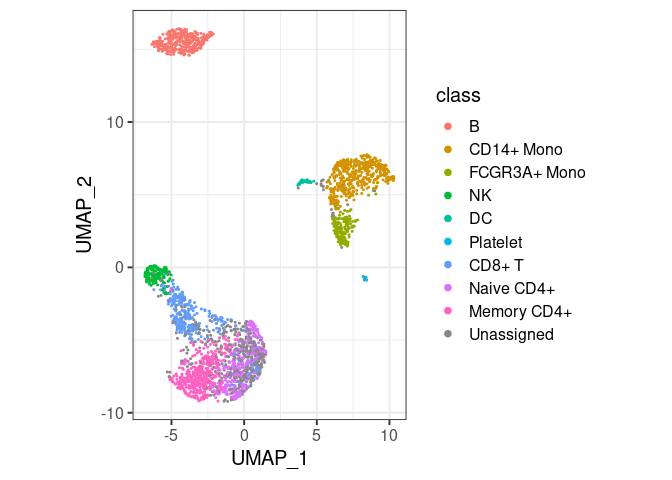 class
B
CD14+ Mono
FCGR3A+ Mono
NK
DC
Platelet
CD8+ T
Naive CD4+
Memory CD4+
Unassigned
UMAP_2
10
0
-10
-5
0
5
10
UMAP_1